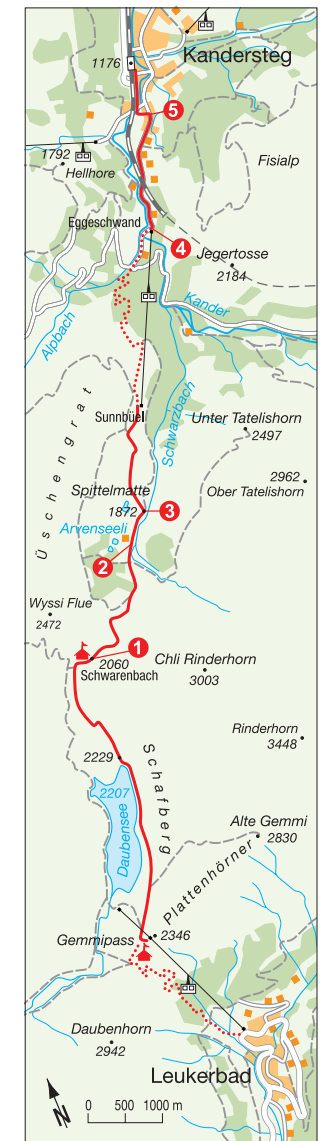 1176
Kandersteg
5
1792
Hellhore
Fisialp
Eggeschwand
4
Jegertosse
2184
Alpbach
Kander
Sunnbüel
Schwarzbach
Unter Tatelishorn
2497
Üschengrat
2962
Ober Tatelishorn
Spittelmatte
1872
3
Arvenseeli
2
Wyssi Flue
2472
1
2060
Schwarenbach
Chli Rinderhorn
3003
Rinderhorn
3448
2229
Schafberg
2207
Daubensee
Alte Gemmi
2830
Plattenhörner
Gemmipass
2346
Daubenhorn
2942
Leukerbad
N
0 500 1000 m